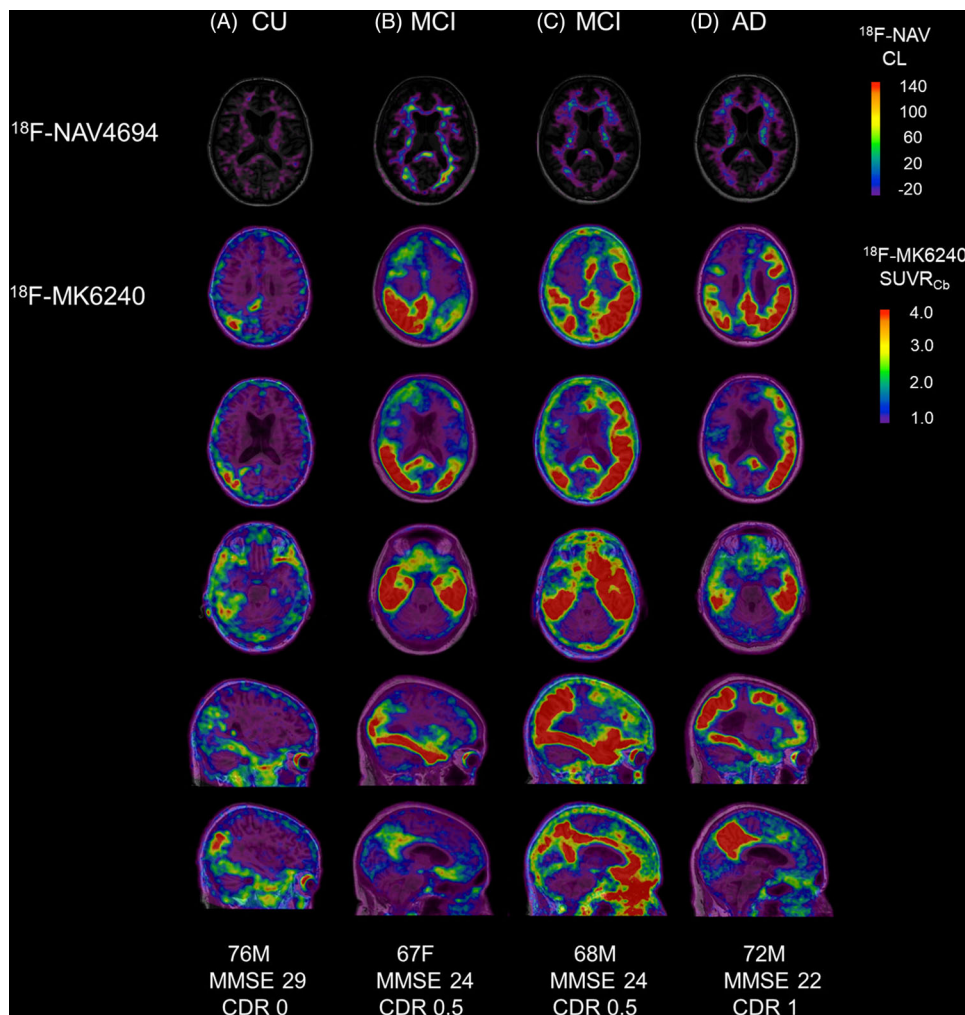 (A) CU
(B) MCI
(C) MCI
(D) AD
¹⁸F-NAV
CL
140
100
60
20
-20
¹⁸F-NAV4694
¹⁸F-MK6240
¹⁸F-MK6240
SUVR_Cb
4.0
3.0
2.0
1.0
76M
MMSE 29
CDR 0
67F
MMSE 24
CDR 0.5
68M
MMSE 24
CDR 0.5
72M
MMSE 22
CDR 1